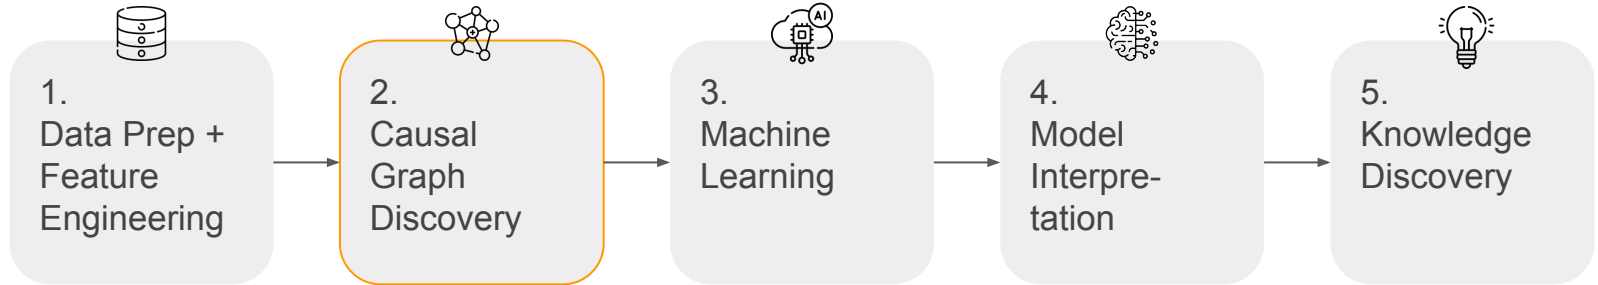 AI
1.
Data Prep +
Feature
Engineering
2.
Causal
Graph
Discovery
3.
Machine
Learning
4.
Model
Interpre-
tation
5.
Knowledge
Discovery